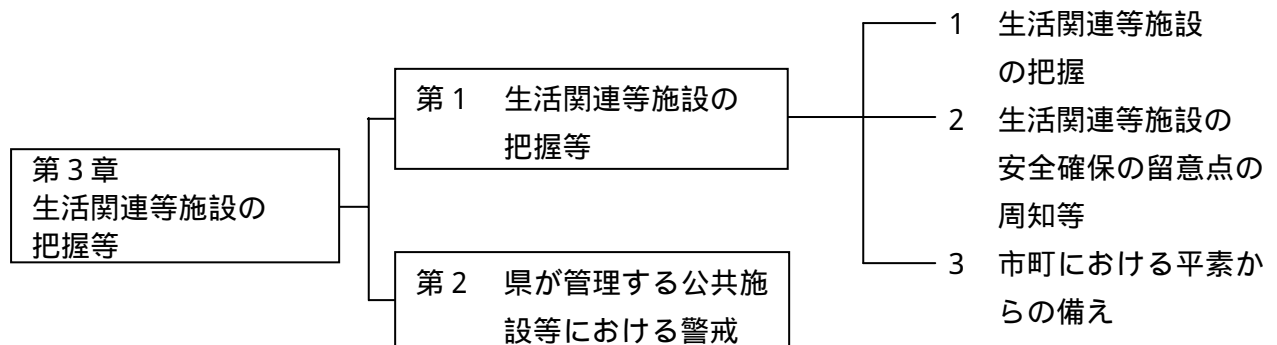 第３章
生活関連等施設の
把握等
第１　生活関連等施設の
把握等
第２　県が管理する公共施
設等における警戒
1　生活関連等施設
の把握
2　生活関連等施設の
安全確保の留意点の
周知等
3　市町における平素か
らの備え